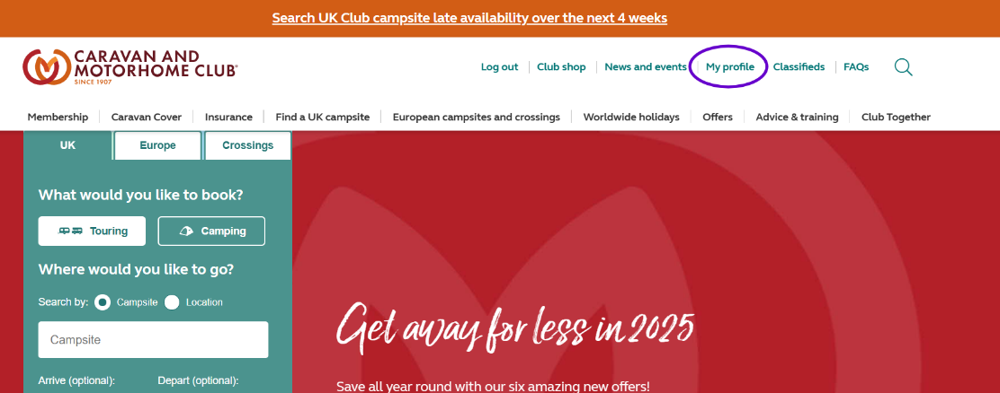 Search UK Club campsite late availability over the next 4 weeks
CARAVAN AND
MOTORHOME CLUB®
SINCE 1907
Log out
Club shop
News and events
My profile
Classifieds
FAQs
Membership
Caravan Cover
Insurance
Find a UK campsite
European campsites and crossings
Worldwide holidays
Offers
Advice & training
Club Together
UK
Europe
Crossings
What would you like to book?
Touring
Camping
Where would you like to go?
Search by:
Campsite
Location
Campsite
Arrive (optional):
Depart (optional):
Get away for less in 2025
Save all year round with our six amazing new offers!